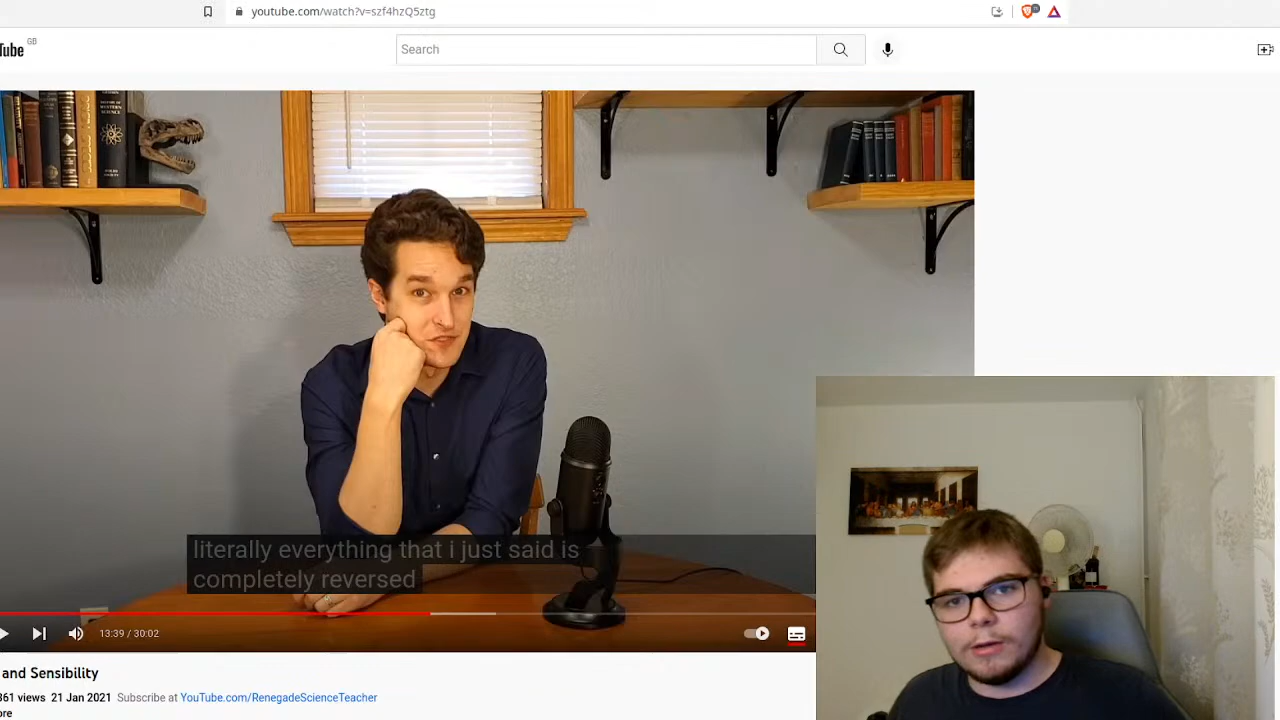 youtube.com/watch?v=szf4hzQ5ztg
Tube GB
Search
literally everything that i just said is
completely reversed
13:39 / 30:02
and Sensibility
361 views 21 Jan 2021 Subscribe at YouTube.com/RenegadeScienceTeacher
ore